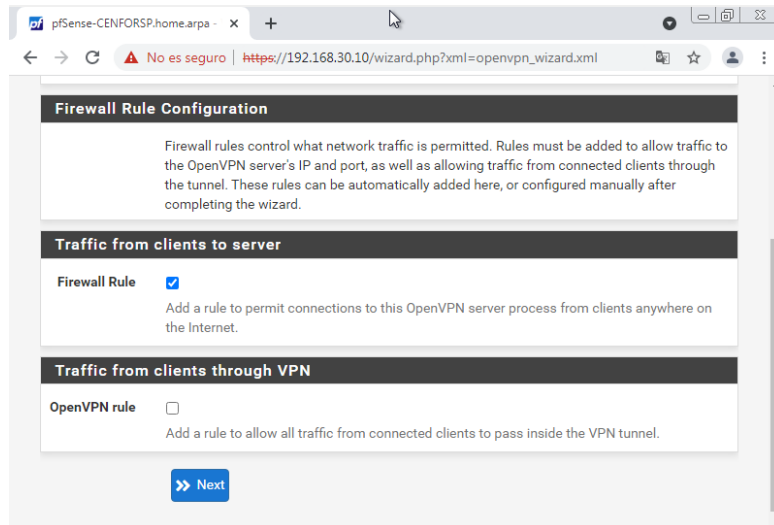 pfSense-CENFORSP.home.arpa -
No es seguro | https://192.168.30.10/wizard.php?xml=openvpn_wizard.xml
Firewall Rule Configuration
Firewall rules control what network traffic is permitted. Rules must be added to allow traffic to
the OpenVPN server's IP and port, as well as allowing traffic from connected clients through
the tunnel. These rules can be automatically added here, or configured manually after
completing the wizard.
Traffic from clients to server
Firewall Rule
Add a rule to permit connections to this OpenVPN server process from clients anywhere on
the Internet.
Traffic from clients through VPN
OpenVPN rule
Add a rule to allow all traffic from connected clients to pass inside the VPN tunnel.
Next